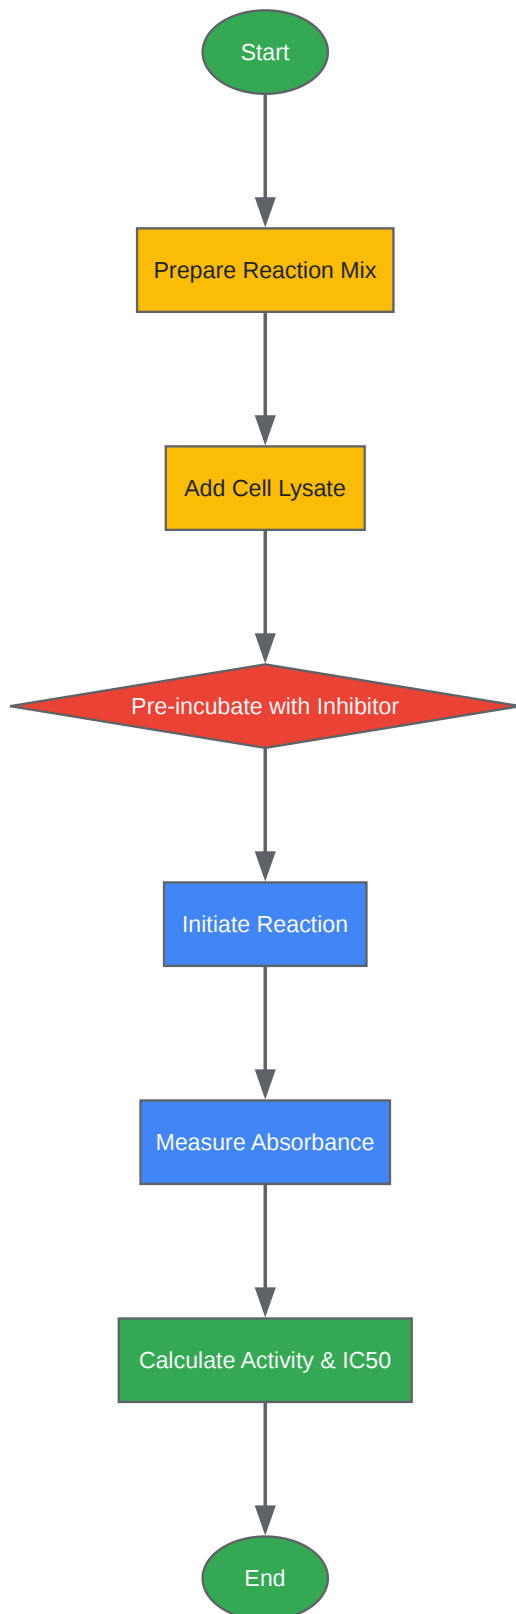 Start
Prepare Reaction Mix
Add Cell Lysate
Pre-incubate with Inhibitor
Initiate Reaction
Measure Absorbance
Calculate Activity & IC50
End